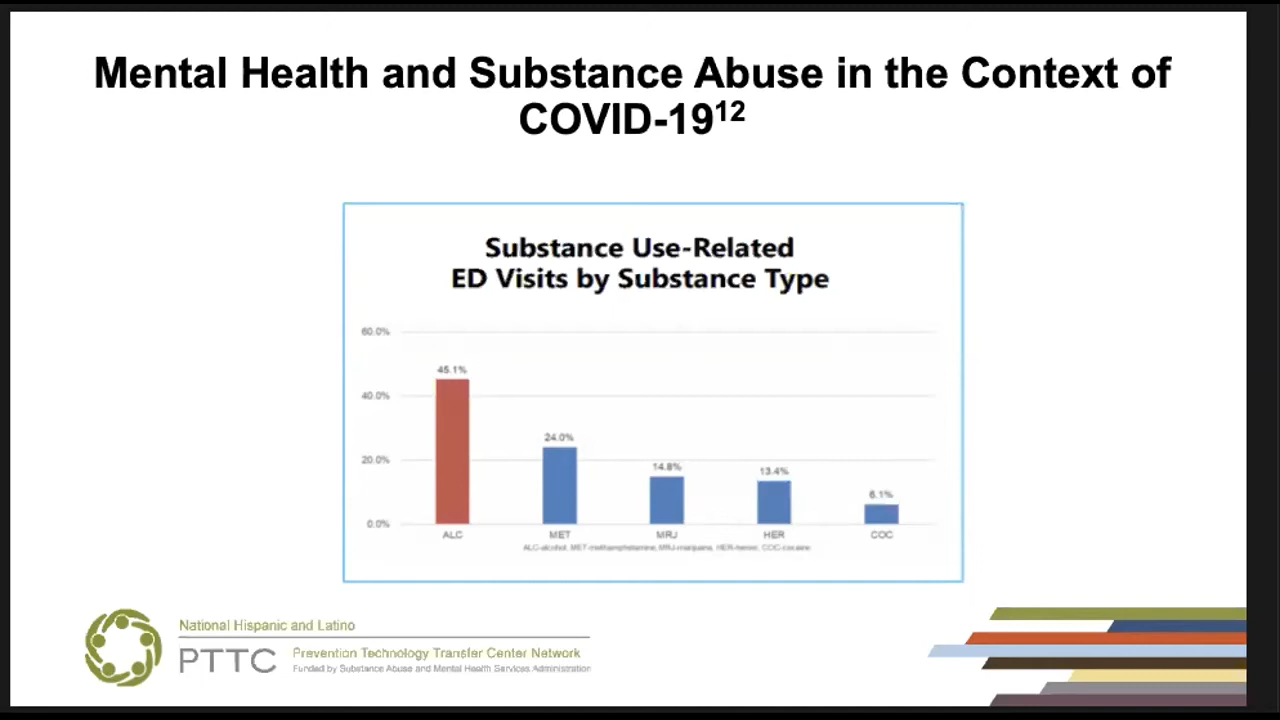 Mental Health and Substance Abuse in the Context of
COVID-19¹²
Substance Use-Related
ED Visits by Substance Type
60.0%
45.1%
40.0%
24.0%
20.0%
14.8%
13.4%
6.1%
0.0%
ALC MET MRJ HER COC
ALC-alcohol, MET-methamphetamine, MRJ-marijuana, HER-heroin, COC-cocaine
National Hispanic and Latino
PTTC
Prevention Technology Transfer Center Network
Funded by Substance Abuse and Mental Health Services Administration